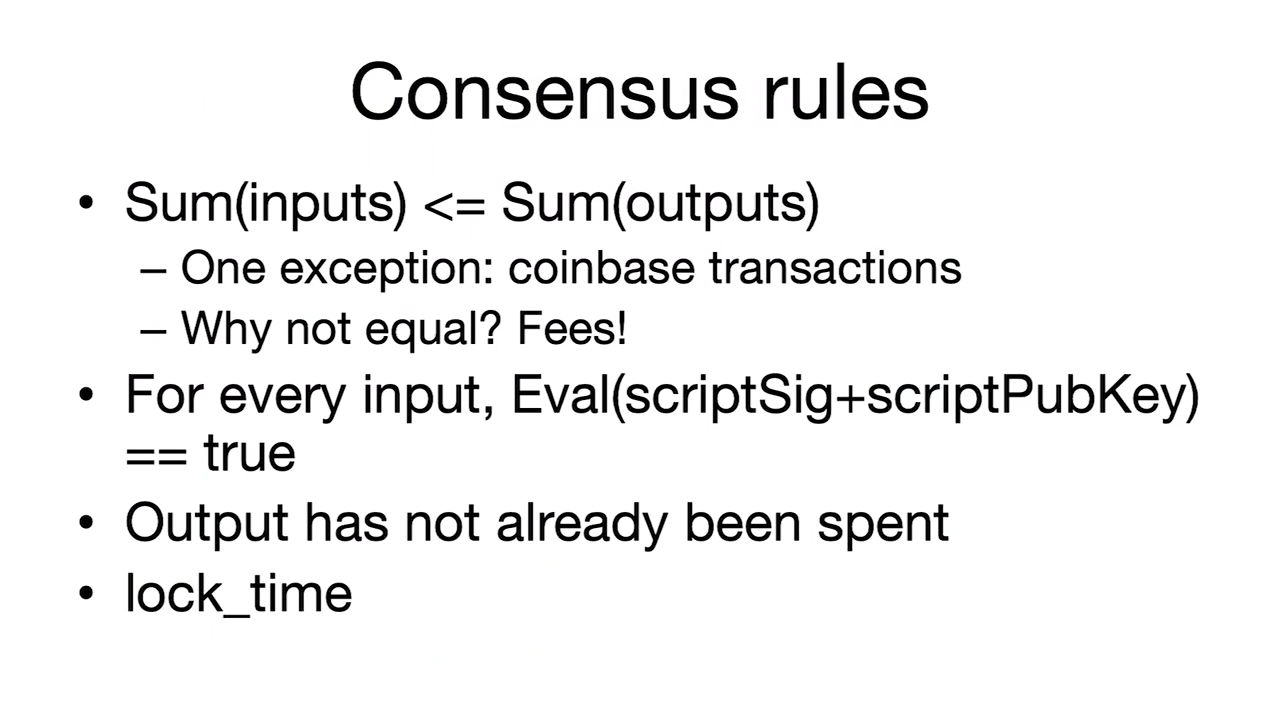 Consensus rules
• Sum(inputs) <= Sum(outputs)
– One exception: coinbase transactions
– Why not equal? Fees!
• For every input, Eval(scriptSig+scriptPubKey)
== true
• Output has not already been spent
• lock_time